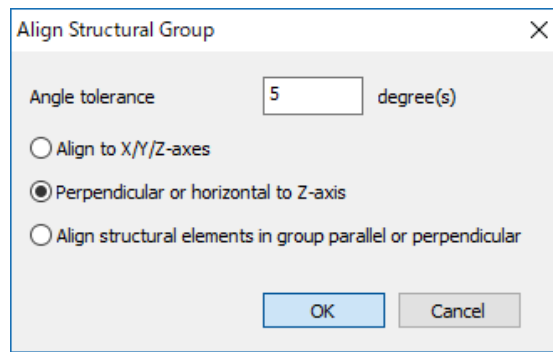 Align Structural Group
Angle tolerance 5 degree(s)
Align to X/Y/Z-axes
Perpendicular or horizontal to Z-axis
Align structural elements in group parallel or perpendicular
OK Cancel